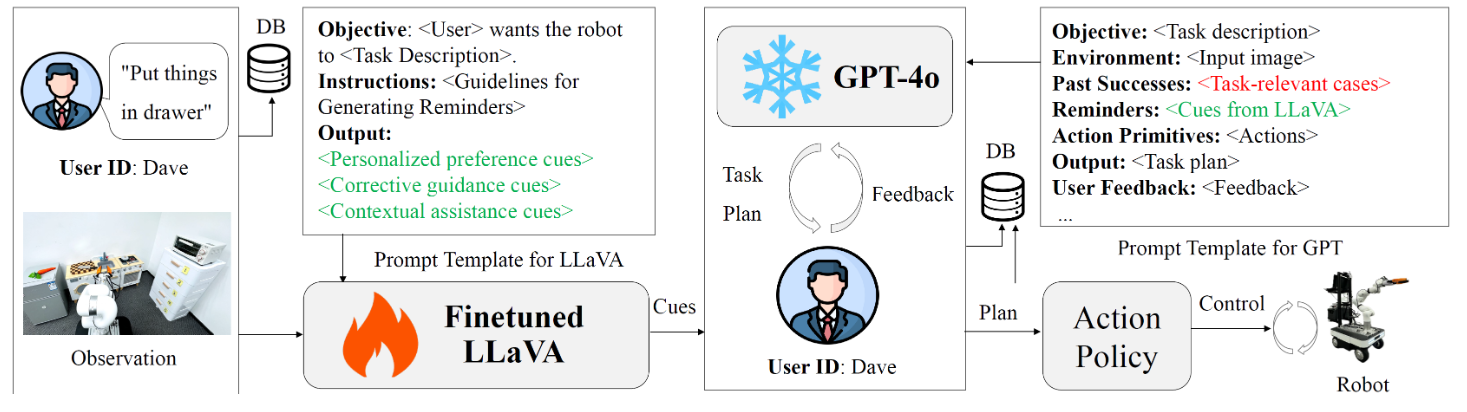 "Put things
in drawer"
User ID: Dave
Observation
DB
Objective: <User> wants the robot
to <Task Description>.
Instructions: <Guidelines for
Generating Reminders>
Output:
<Personalized preference cues>
<Corrective guidance cues>
<Contextual assistance cues>
Prompt Template for LLaVA
Finetuned
LLaVA
Cues
GPT-4o
Task
Plan
Feedback
User ID: Dave
DB
Plan
Objective: <Task description>
Environment: <Input image>
Past Successes: <Task-relevant cases>
Reminders: <Cues from LLaVA>
Action Primitives: <Actions>
Output: <Task plan>
User Feedback: <Feedback>
...
Prompt Template for GPT
Action
Policy
Control
Robot